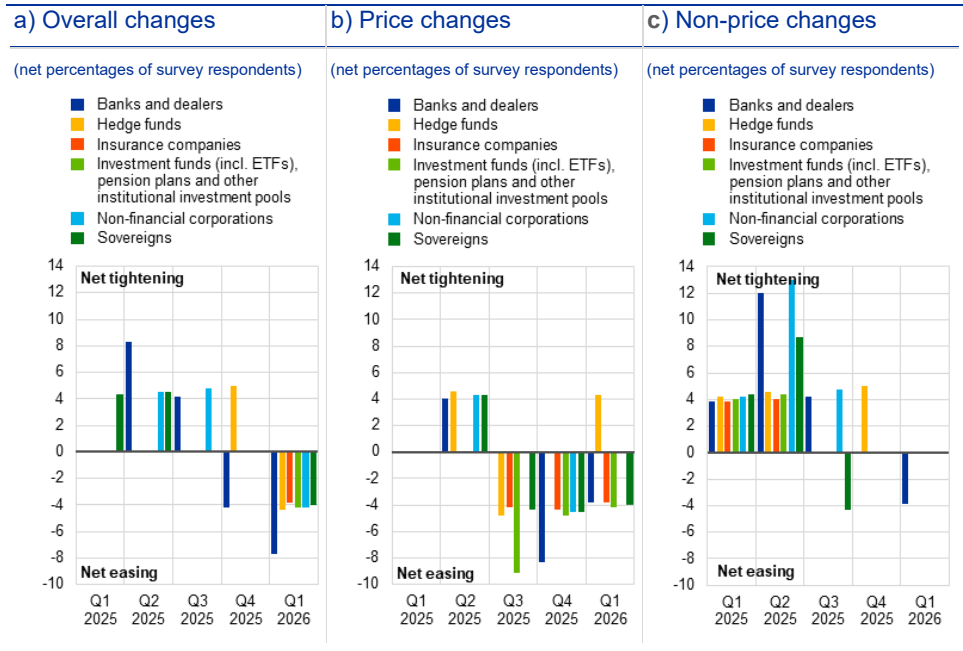 a) Overall changes
(net percentages of survey respondents)
Banks and dealers
Hedge funds
Insurance companies
Investment funds (incl. ETFs),
pension plans and other
institutional investment pools
Non-financial corporations
Sovereigns
14
Net tightening
12
10
8
6
4
2
0
-2
-4
-6
-8
Net easing
-10
Q1 Q2 Q3 Q4 Q1
2025 2025 2025 2025 2026
b) Price changes
(net percentages of survey respondents)
Banks and dealers
Hedge funds
Insurance companies
Investment funds (incl. ETFs),
pension plans and other
institutional investment pools
Non-financial corporations
Sovereigns
14
Net tightening
12
10
8
6
4
2
0
-2
-4
-6
-8
Net easing
-10
Q1 Q2 Q3 Q4 Q1
2025 2025 2025 2025 2026
c) Non-price changes
(net percentages of survey respondents)
Banks and dealers
Hedge funds
Insurance companies
Investment funds (incl. ETFs),
pension plans and other
institutional investment pools
Non-financial corporations
Sovereigns
14
Net tightening
12
10
8
6
4
2
0
-2
-4
-6
-8
Net easing
-10
Q1 Q2 Q3 Q4 Q1
2025 2025 2025 2025 2026